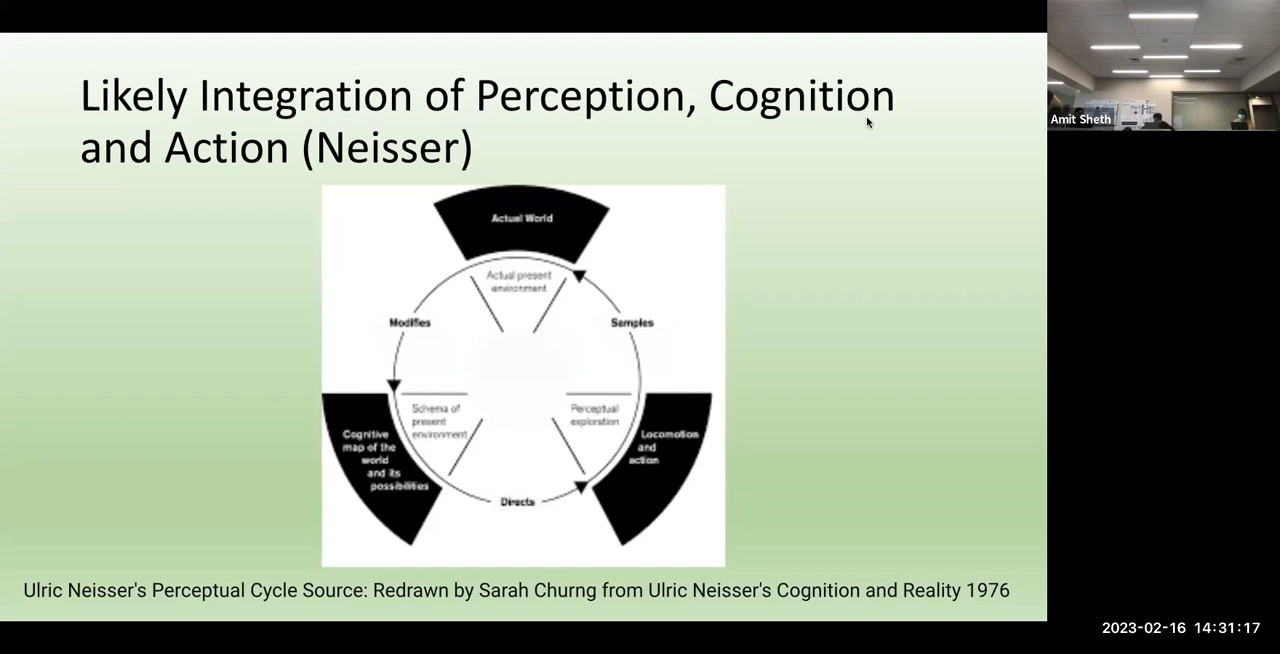 Likely Integration of Perception, Cognition
and Action (Neisser)
Amit Sheth
Actual World
Actual present
environment
Modifies
Samples
Schema of
present
environment
Perceptual
exploration
Cognitive
map of the
world
and its
possibilities
Locomotion
and
action
Directs
Ulric Neisser's Perceptual Cycle Source: Redrawn by Sarah Churng from Ulric Neisser's Cognition and Reality 1976
2023-02-16 14:31:17